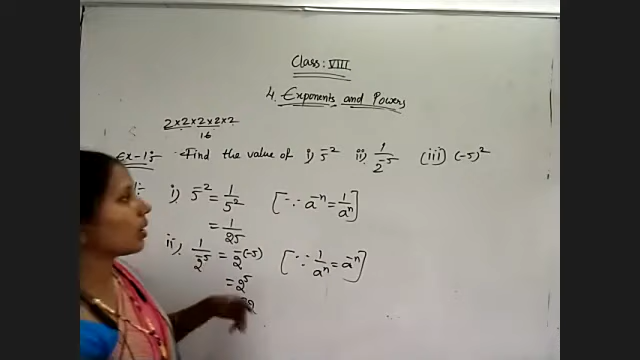 Class: VIII
4. Exponents and Powers
2×2×2×2×2
16
Ex-1:- Find the value of i) 5⁻² ii) 1/2⁻⁵ (iii) (-5)²
i) 5⁻² = 1/5² [∵ a⁻ⁿ = 1/aⁿ]
= 1/25
ii) 1/2⁻⁵ = 2⁻⁽⁻⁵⁾ [∵ 1/aⁿ = a⁻ⁿ]
= 2⁵